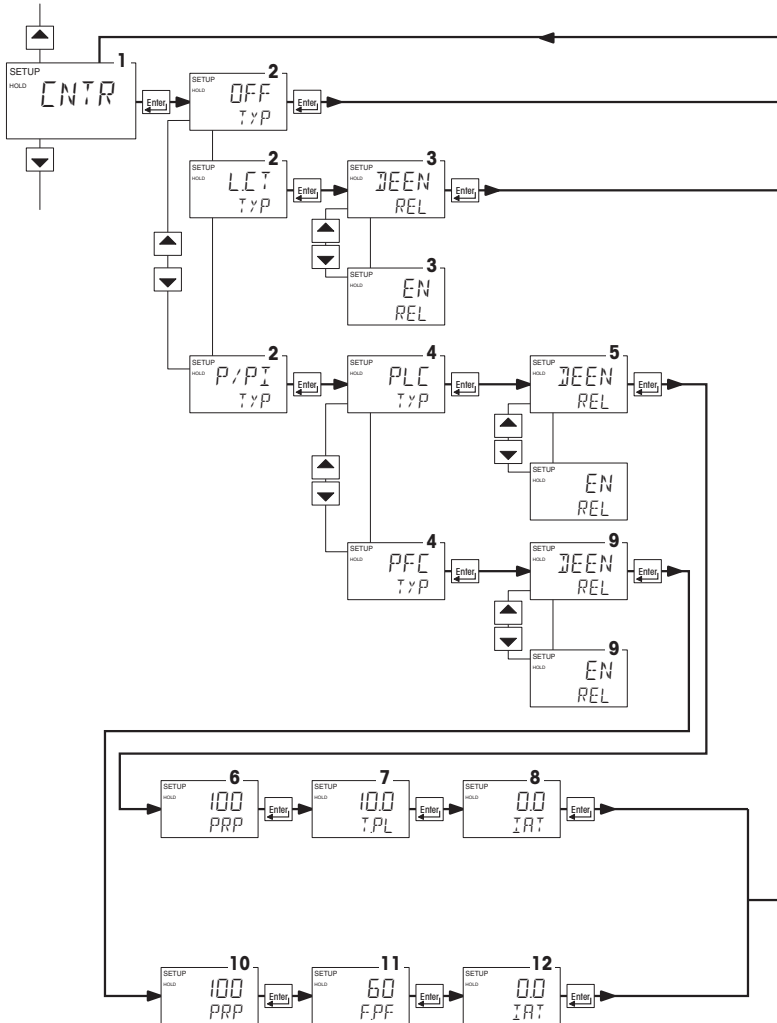 1
SETUP
HOLD
CNTR
Enter
2
SETUP
HOLD
OFF
TYP
Enter
2
SETUP
HOLD
L.CT
TYP
Enter
3
SETUP
HOLD
DEEN
REL
Enter
3
SETUP
HOLD
EN
REL
2
SETUP
HOLD
P/PI
TYP
Enter
4
SETUP
HOLD
PLC
TYP
Enter
5
SETUP
HOLD
DEEN
REL
Enter
SETUP
HOLD
EN
REL
4
SETUP
HOLD
PFC
TYP
Enter
9
SETUP
HOLD
DEEN
REL
Enter
9
SETUP
HOLD
EN
REL
6
SETUP
HOLD
100
PRP
Enter
7
SETUP
HOLD
10.0
T.PL
Enter
8
SETUP
HOLD
0.0
IAT
Enter
10
SETUP
HOLD
100
PRP
Enter
11
SETUP
HOLD
60
F.PF
Enter
12
SETUP
HOLD
0.0
IAT
Enter